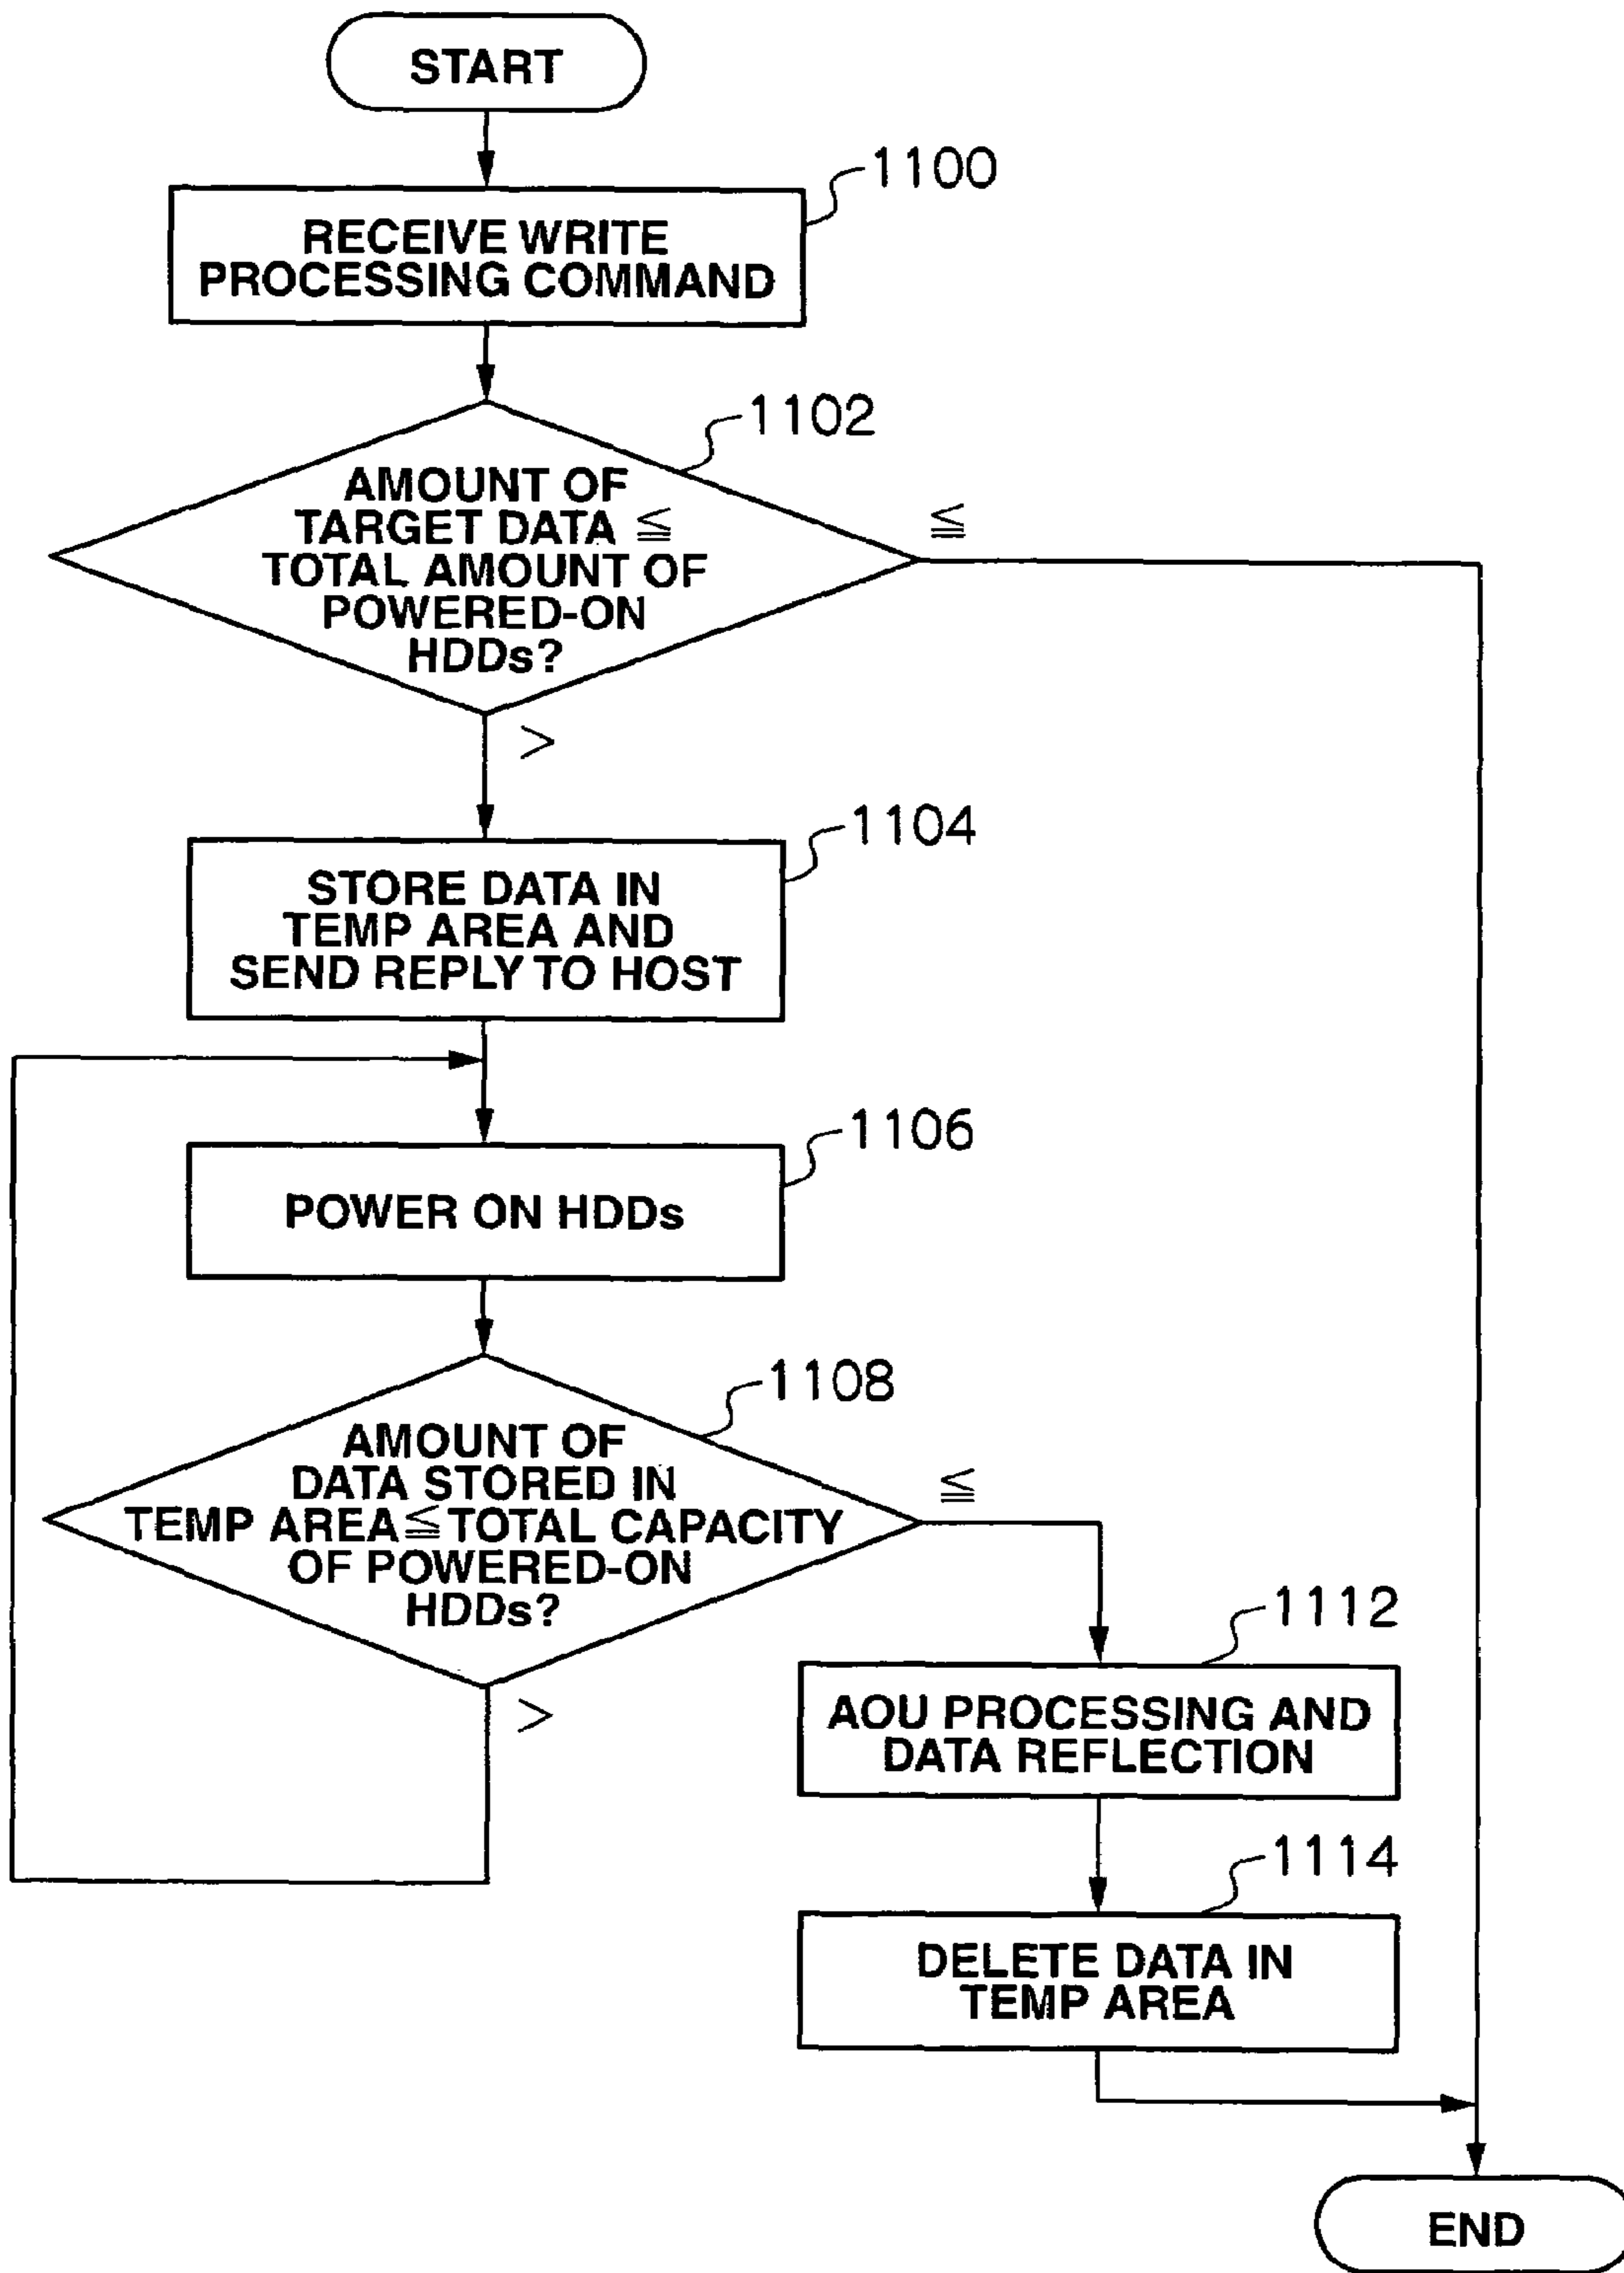 START
1100
RECEIVE WRITE
PROCESSING COMMAND
1102
AMOUNT OF
TARGET DATA ≦
TOTAL AMOUNT OF
POWERED-ON
HDDs?
≦
>
1104
STORE DATA IN
TEMP AREA AND
SEND REPLY TO HOST
1106
POWER ON HDDs
1108
AMOUNT OF
DATA STORED IN
TEMP AREA≦TOTAL CAPACITY
OF POWERED-ON
HDDs?
≦
>
1112
AOU PROCESSING AND
DATA REFLECTION
1114
DELETE DATA IN
TEMP AREA
END